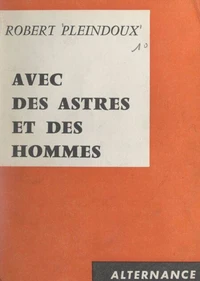 ROBERT PLEINDOUX
AVEC
DES ASTRES
ET DES
HOMMES
ALTERNANCE